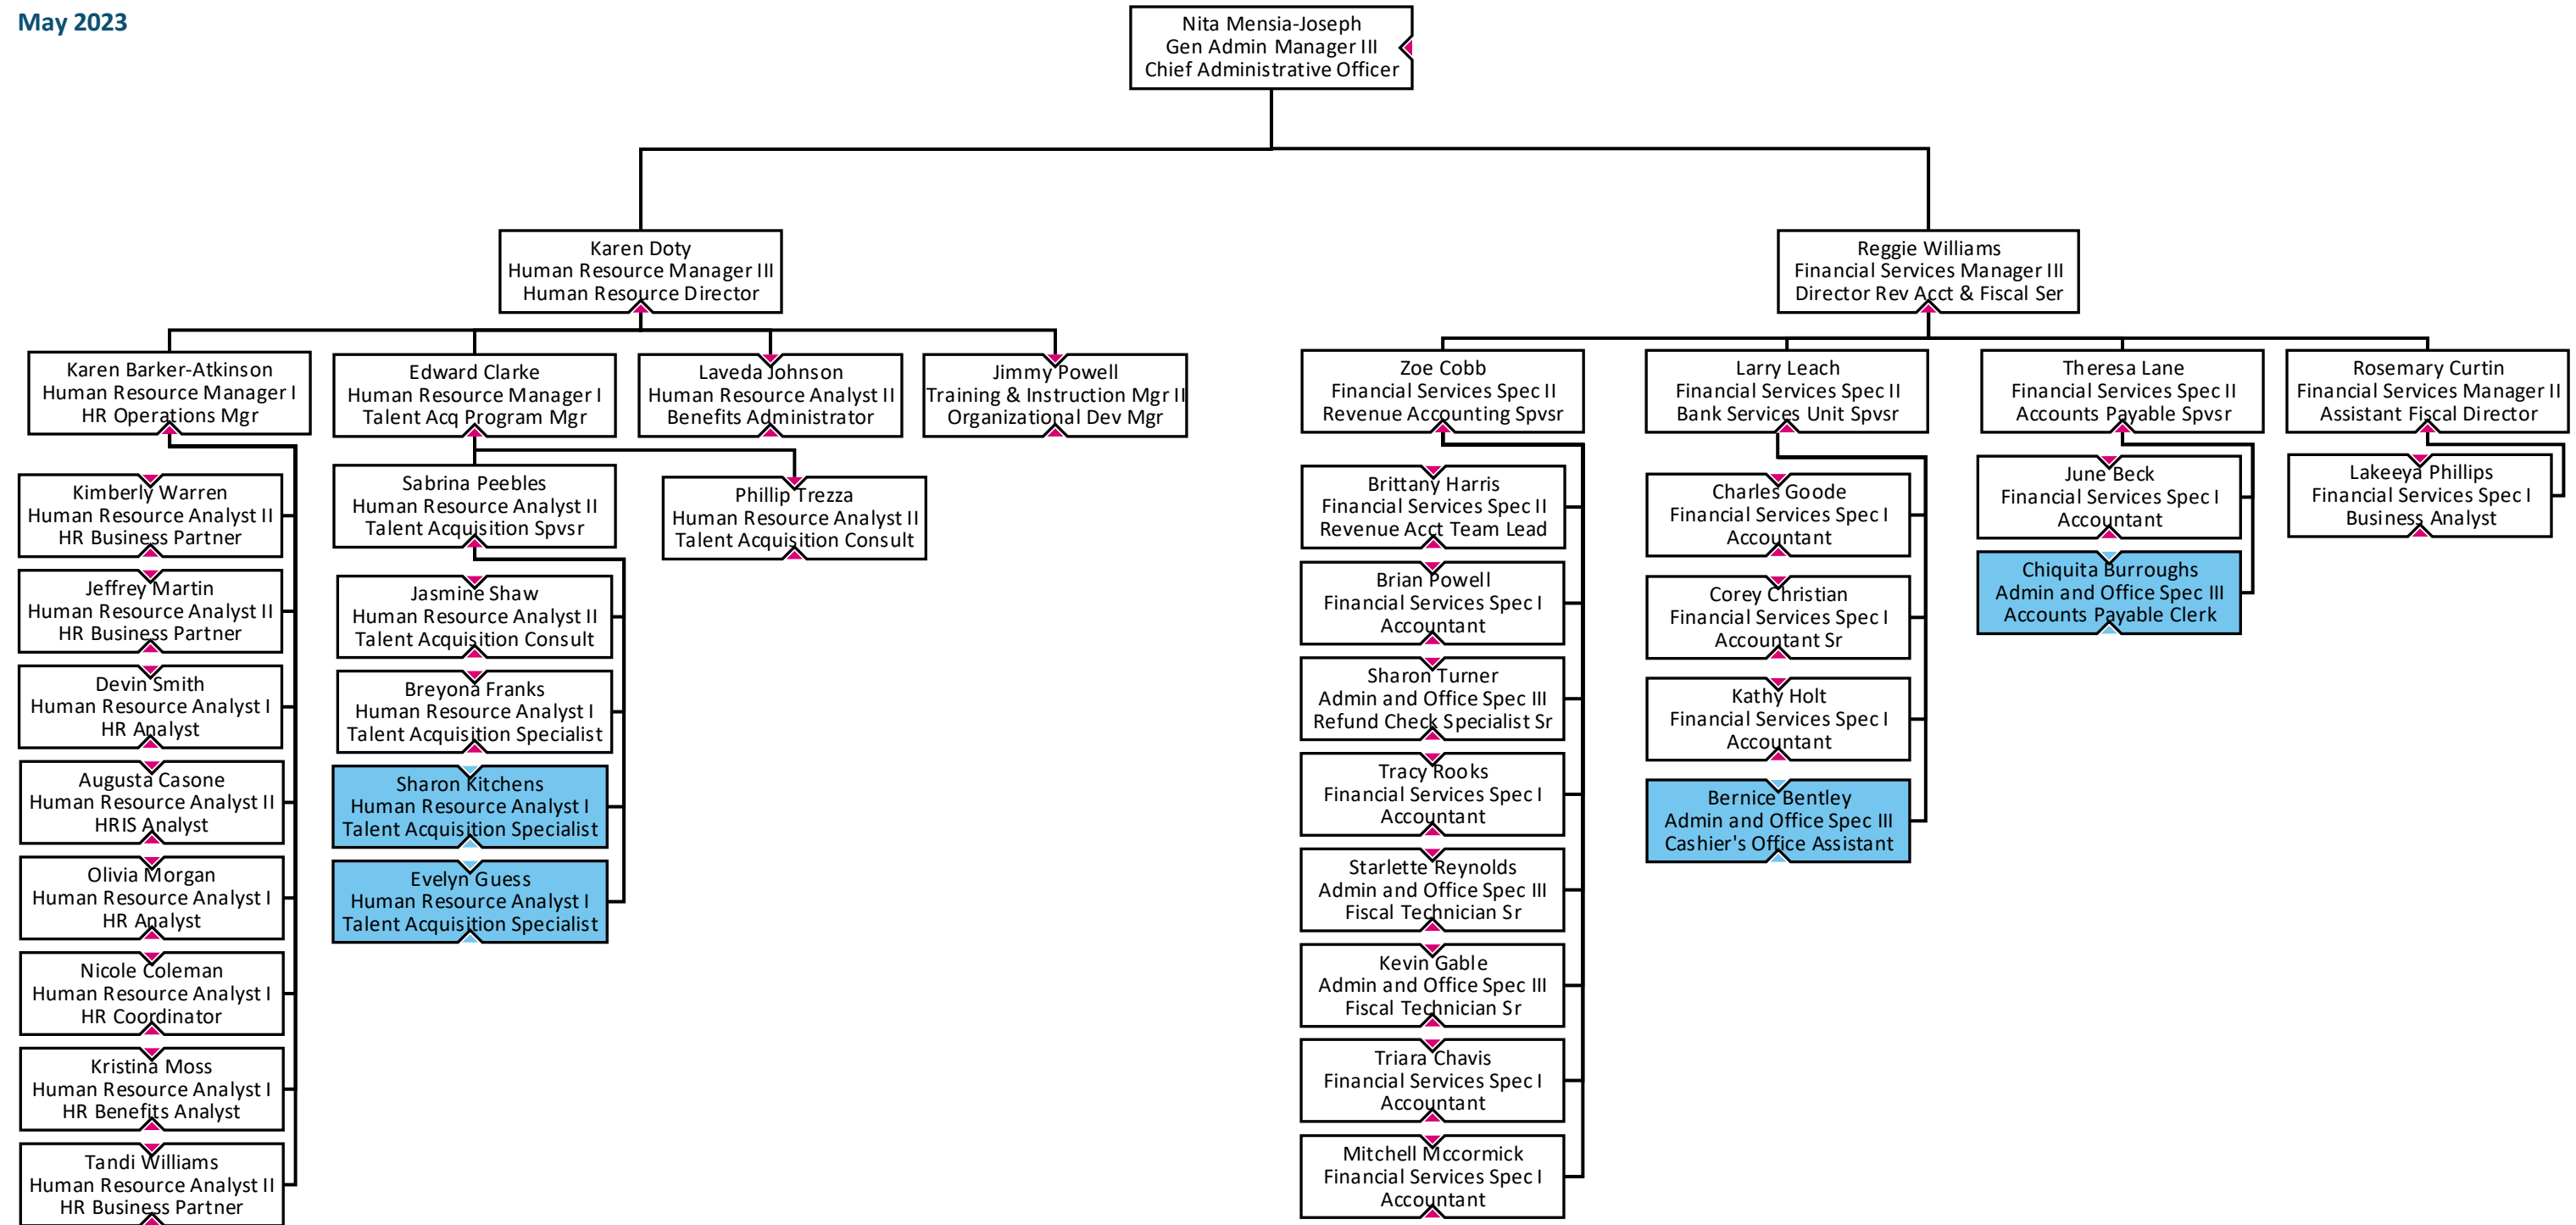 May 2023
Nita Mensia-Joseph
Gen Admin Manager III
Chief Administrative Officer
Karen Doty
Human Resource Manager III
Human Resource Director
Reggie Williams
Financial Services Manager III
Director Rev Acct & Fiscal Ser
Karen Barker-Atkinson
Human Resource Manager I
HR Operations Mgr
Edward Clarke
Human Resource Manager I
Talent Acq Program Mgr
Laveda Johnson
Human Resource Analyst II
Benefits Administrator
Jimmy Powell
Training & Instruction Mgr II
Organizational Dev Mgr
Zoe Cobb
Financial Services Spec II
Revenue Accounting Spvsr
Larry Leach
Financial Services Spec II
Bank Services Unit Spvsr
Theresa Lane
Financial Services Spec II
Accounts Payable Spvsr
Rosemary Curtin
Financial Services Manager II
Assistant Fiscal Director
Kimberly Warren
Human Resource Analyst II
HR Business Partner
Jeffrey Martin
Human Resource Analyst II
HR Business Partner
Devin Smith
Human Resource Analyst I
HR Analyst
Augusta Casone
Human Resource Analyst II
HRIS Analyst
Olivia Morgan
Human Resource Analyst I
HR Analyst
Nicole Coleman
Human Resource Analyst I
HR Coordinator
Kristina Moss
Human Resource Analyst I
HR Benefits Analyst
Tandi Williams
Human Resource Analyst II
HR Business Partner
Sabrina Peebles
Human Resource Analyst II
Talent Acquisition Spvsr
Phillip Trezza
Human Resource Analyst II
Talent Acquisition Consult
Jasmine Shaw
Human Resource Analyst II
Talent Acquisition Consult
Breyona Franks
Human Resource Analyst I
Talent Acquisition Specialist
Sharon Kitchens
Human Resource Analyst I
Talent Acquisition Specialist
Evelyn Guess
Human Resource Analyst I
Talent Acquisition Specialist
Brittany Harris
Financial Services Spec II
Revenue Acct Team Lead
Brian Powell
Financial Services Spec I
Accountant
Sharon Turner
Admin and Office Spec III
Refund Check Specialist Sr
Tracy Rooks
Financial Services Spec I
Accountant
Starlette Reynolds
Admin and Office Spec III
Fiscal Technician Sr
Kevin Gable
Admin and Office Spec III
Fiscal Technician Sr
Triara Chavis
Financial Services Spec I
Accountant
Mitchell Mccormick
Financial Services Spec I
Accountant
Charles Goode
Financial Services Spec I
Accountant
Corey Christian
Financial Services Spec I
Accountant Sr
Kathy Holt
Financial Services Spec I
Accountant
Bernice Bentley
Admin and Office Spec III
Cashier's Office Assistant
June Beck
Financial Services Spec I
Accountant
Chiquita Burroughs
Admin and Office Spec III
Accounts Payable Clerk
Lakeeya Phillips
Financial Services Spec I
Business Analyst